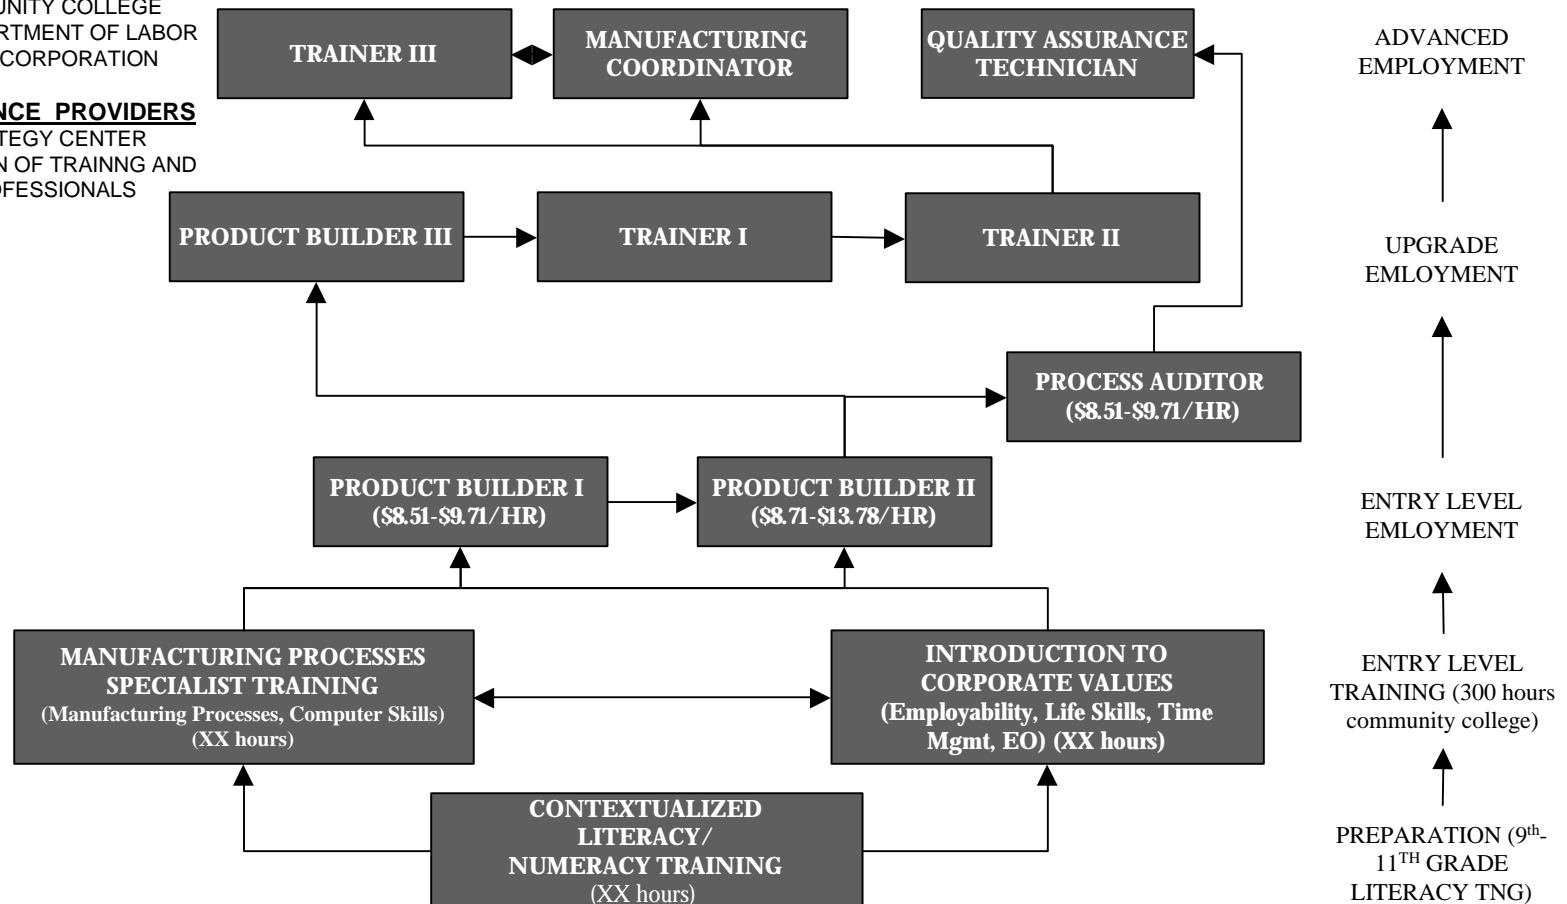 UNITY COLLEGE
RTMENT OF LABOR
CORPORATION
NCE PROVIDERS
TEGY CENTER
N OF TRAINNG AND
OFESSIONALS
TRAINER III
MANUFACTURING
COORDINATOR
QUALITY ASSURANCE
TECHNICIAN
ADVANCED
EMPLOYMENT
PRODUCT BUILDER III
TRAINER I
TRAINER II
UPGRADE
EMLOYMENT
PROCESS AUDITOR
($8.51-$9.71/HR)
PRODUCT BUILDER I
($8.51-$9.71/HR)
PRODUCT BUILDER II
($8.71-$13.78/HR)
ENTRY LEVEL
EMLOYMENT
MANUFACTURING PROCESSES
SPECIALIST TRAINING
(Manufacturing Processes, Computer Skills)
(XX hours)
INTRODUCTION TO
CORPORATE VALUES
(Employability, Life Skills, Time
Mgmt, EO) (XX hours)
ENTRY LEVEL
TRAINING (300 hours
community college)
CONTEXTUALIZED
LITERACY/
NUMERACY TRAINING
(XX hours)
PREPARATION (9th-
11TH GRADE
LITERACY TNG)